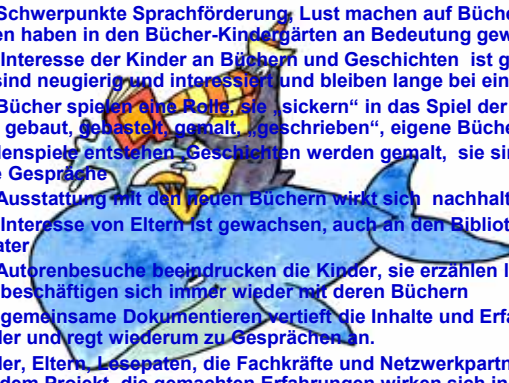 Schwerpunkte Sprachförderung, Lust machen auf Büche
en haben in den Bücher-Kindergärten an Bedeutung gew
Interesse der Kinder an Büchern und Geschichten ist g
sind neugierig und interessiert und bleiben lange bei ein
Bücher spielen eine Rolle, sie „sickern“ in das Spiel der
gebaut, gebastelt, gemalt, „geschrieben“, eigene Büche
lenspiele entstehen, Geschichten werden gemalt, sie sin
e Gespräche
Ausstattung mit den neuen Büchern wirkt sich nachhalt
Interesse von Eltern ist gewachsen, auch an den Bibliot
ater
Autorenbesuche beeindrucken die Kinder, sie erzählen l
beschäftigen sich immer wieder mit deren Büchern
gemeinsame Dokumentieren vertieft die Inhalte und Erfa
der und regt wiederum zu Gesprächen an.
der, Eltern, Lesepaten, die Fachkräfte und Netzwerkpartn
dem Projekt, die gemachten Erfahrungen wirken sich in